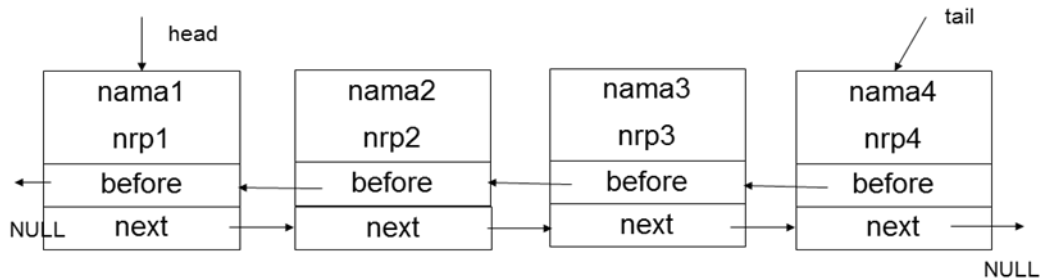 head
tail
nama1
nrp1
before
next
nama2
nrp2
before
next
nama3
nrp3
before
next
nama4
nrp4
before
next
NULL
NULL